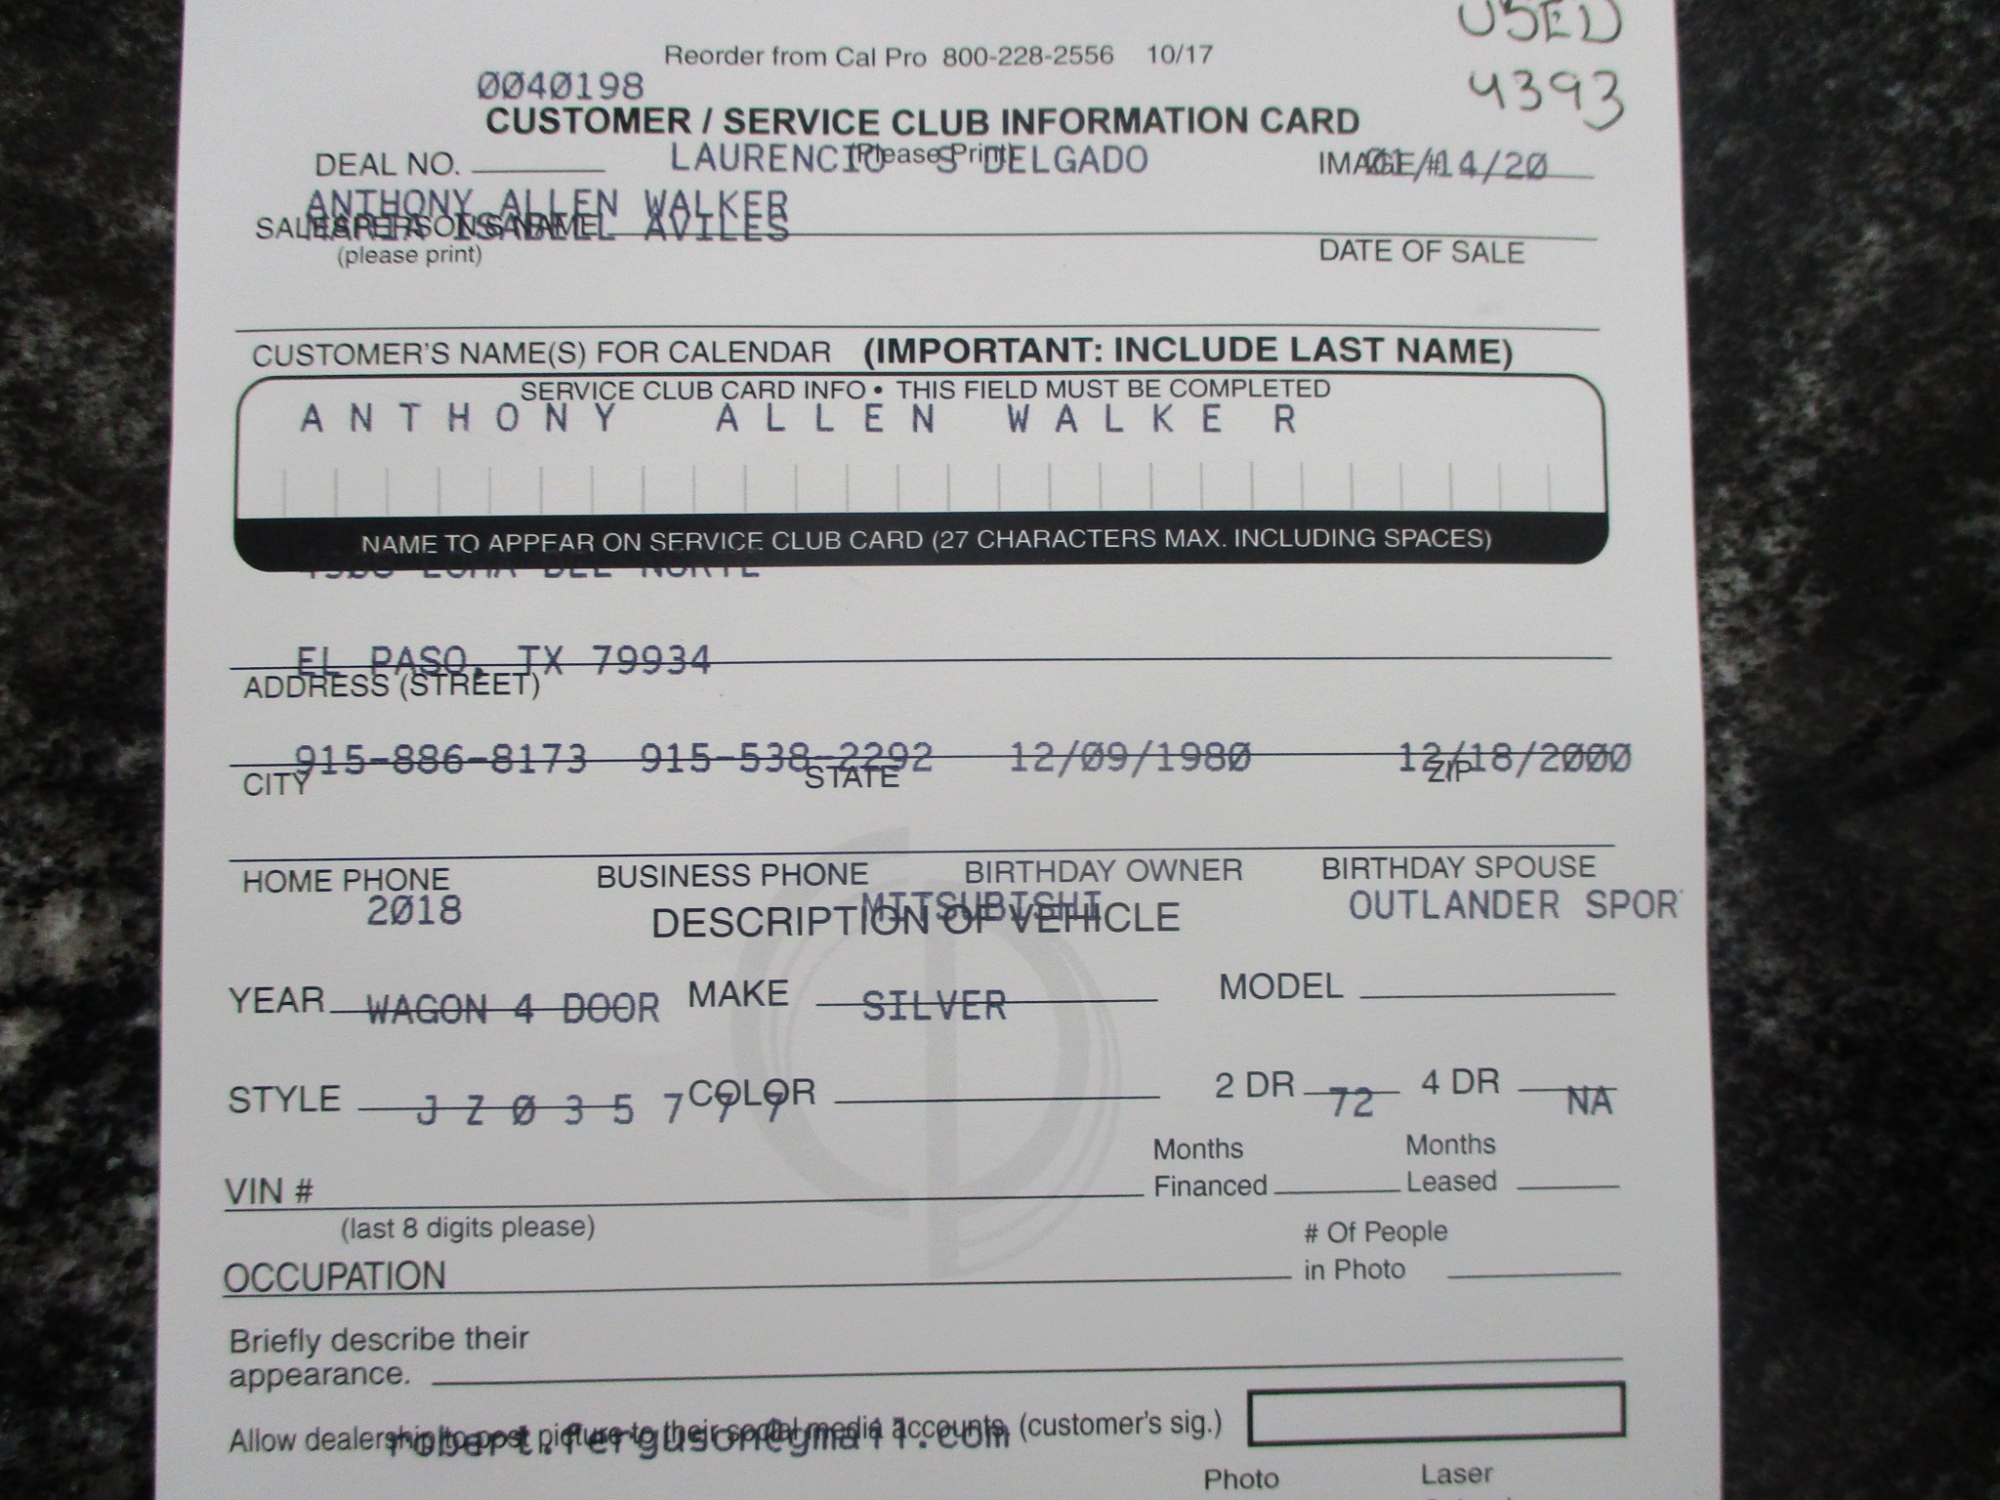 USED
Reorder from Cal Pro 800-228-2556 10/17
4393
0040198
CUSTOMER / SERVICE CLUB INFORMATION CARD
(Please Print)
DEAL NO. LAURENCIO S DELGADO IMAGE # 01/14/20
ANTHONY ALLEN WALKER
SALESPERSON'S NAME ISABEL AVILES
(please print) DATE OF SALE
CUSTOMER'S NAME(S) FOR CALENDAR (IMPORTANT: INCLUDE LAST NAME)
SERVICE CLUB CARD INFO • THIS FIELD MUST BE COMPLETED
ANTHONY ALLEN WALKER
NAME TO APPEAR ON SERVICE CLUB CARD (27 CHARACTERS MAX. INCLUDING SPACES)
DEL NORTE
EL PASO, TX 79934
ADDRESS (STREET)
915-886-8173 915-538-2292 12/09/1980 12/18/2000
CITY STATE ZIP
HOME PHONE BUSINESS PHONE BIRTHDAY OWNER BIRTHDAY SPOUSE
2018 MITSUBISHI OUTLANDER SPOR
DESCRIPTION OF VEHICLE
YEAR MAKE MODEL
WAGON 4 DOOR SILVER
STYLE COLOR 2 DR 4 DR
JZ035799 72 NA
Months Financed Months Leased
VIN #
(last 8 digits please)
# Of People in Photo
OCCUPATION
Briefly describe their
appearance.
Allow dealership to post picture to their social media accounts. (customer's sig.)
robert.ferguson@gmail.com
Photo Laser